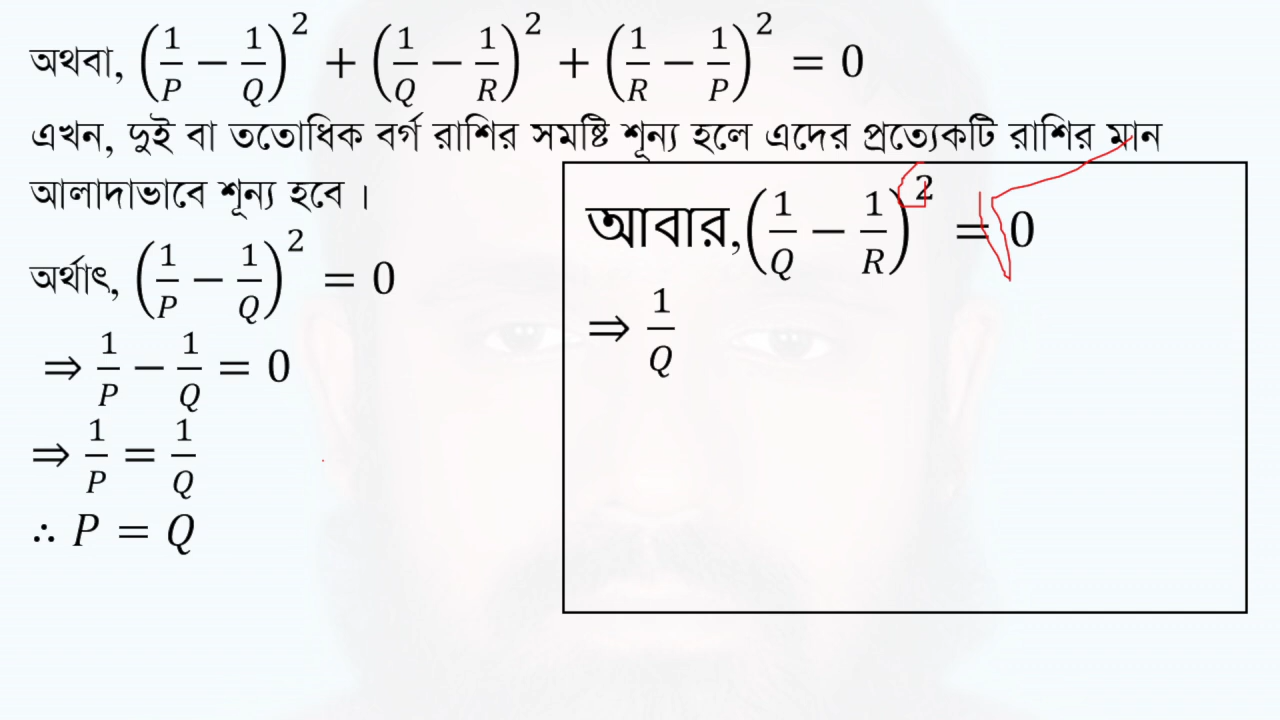 অথবা, (1/P − 1/Q)² + (1/Q − 1/R)² + (1/R − 1/P)² = 0
এখন, দুই বা ততোধিক বর্গ রাশির সমষ্টি শূন্য হলে এদের প্রত্যেকটি রাশির মান
আলাদাভাবে শূন্য হবে ।
অর্থাৎ, (1/P − 1/Q)² = 0
⇒ 1/P − 1/Q = 0
⇒ 1/P = 1/Q
∴ P = Q
আবার,(1/Q − 1/R)² = 0
⇒ 1/Q